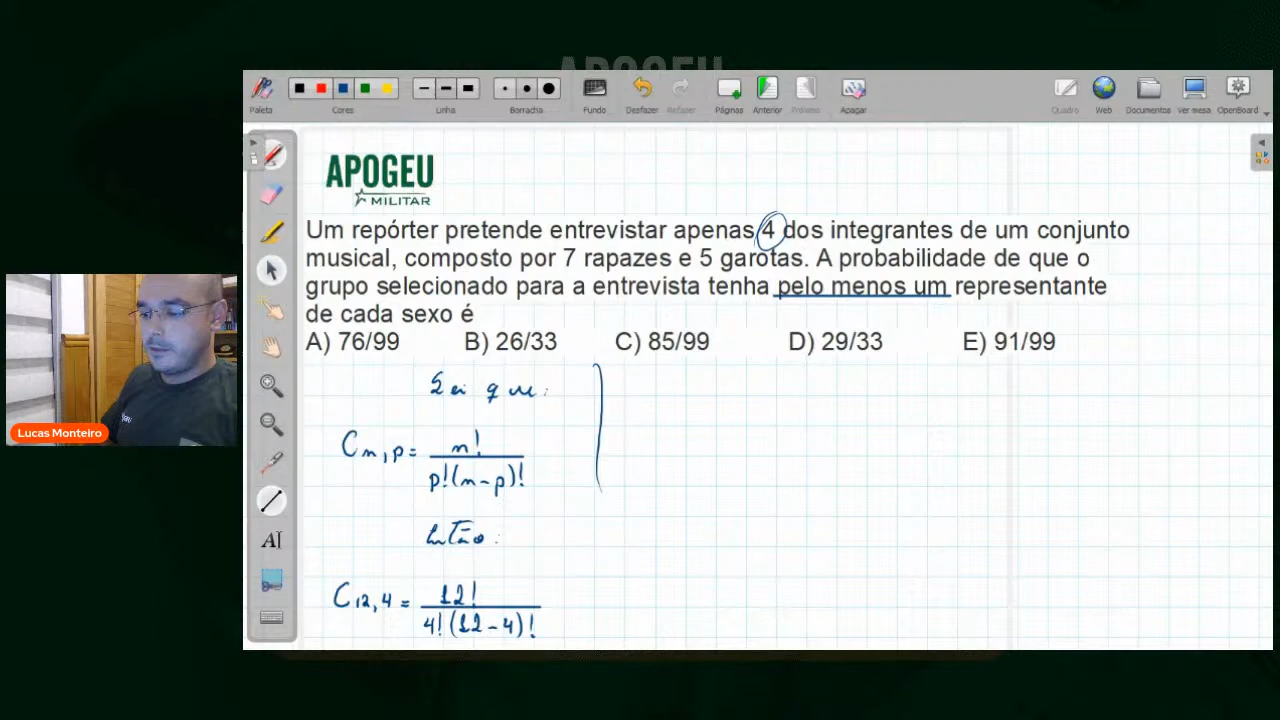 APOGEU
Paleta
Cores
Linha
Borracha
Fundo
Desfazer
Refazer
Páginas
Anterior
Próximo
Apagar
Quadro
Web
Documentos
Ver mesa
OpenBoard
APOGEU
MILITAR
Um repórter pretende entrevistar apenas 4 dos integrantes de um conjunto
musical, composto por 7 rapazes e 5 garotas. A probabilidade de que o
grupo selecionado para a entrevista tenha pelo menos um representante
de cada sexo é
A) 76/99 B) 26/33 C) 85/99 D) 29/33 E) 91/99
Sei que:
C n,p = n!
p!(n-p)!
Então:
C 12,4 = 12!
4!(12-4)!
AI
Lucas Monteiro